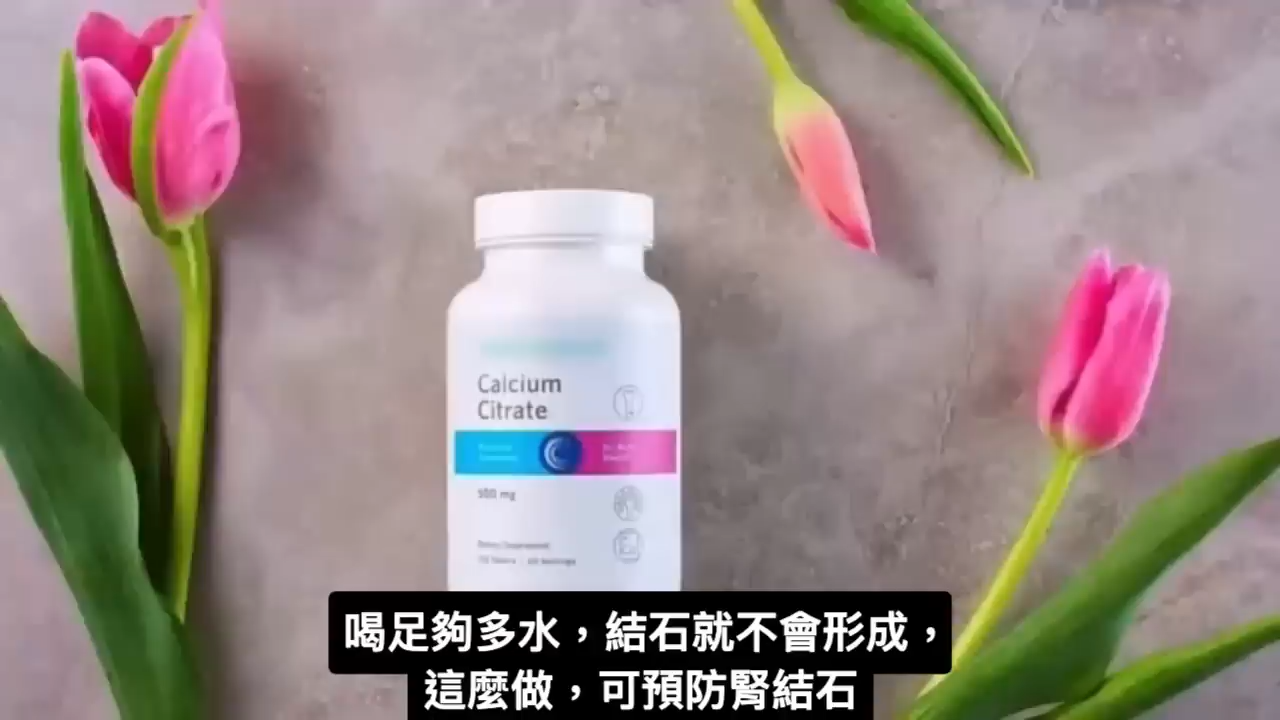 Calcium
Citrate
500 mg
喝足夠多水，結石就不會形成，
這麼做，可預防腎結石